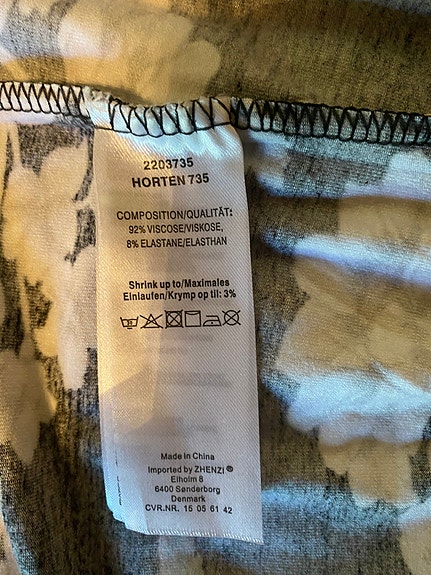 2203735
HORTEN 735
COMPOSITION/QUALITÄT:
92% VISCOSE/VISKOSE,
8% ELASTANE/ELASTHAN
Shrink up to/Maximales
Einlaufen/Krymp op til: 3%
Made in China
Imported by ZHENZI ®
Elholm 8
6400 Sønderborg
Denmark
CVR.NR. 15 05 61 42